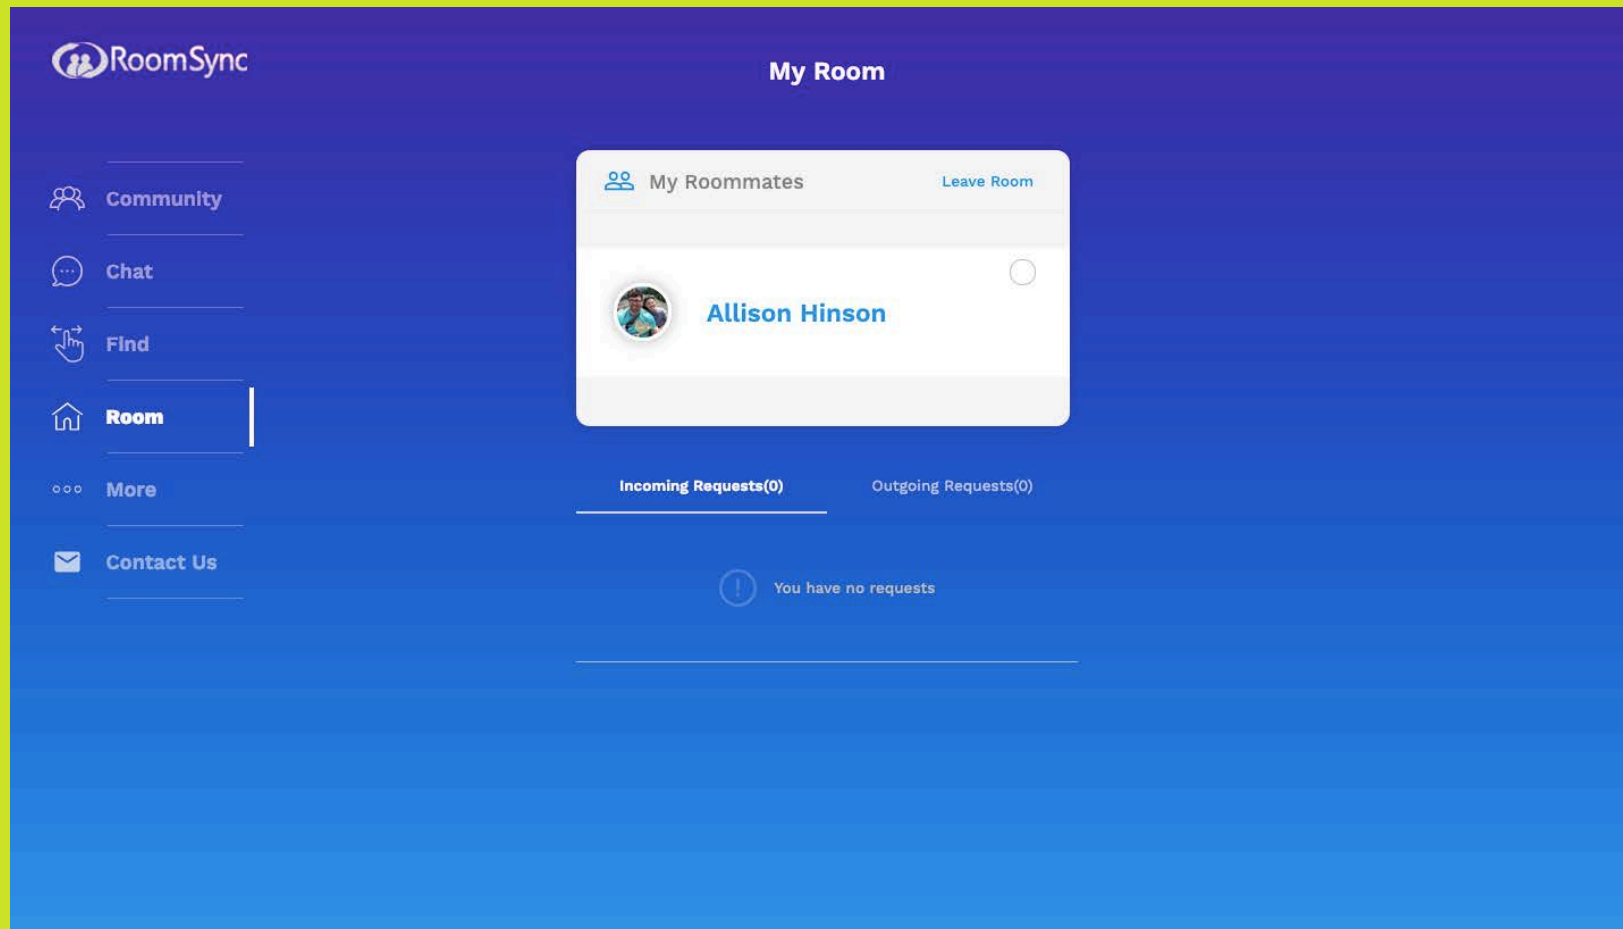 RoomSync
My Room
Community
Chat
Find
Room
More
Contact Us
My Roommates
Leave Room
Allison Hinson
Incoming Requests(0)
Outgoing Requests(0)
You have no requests